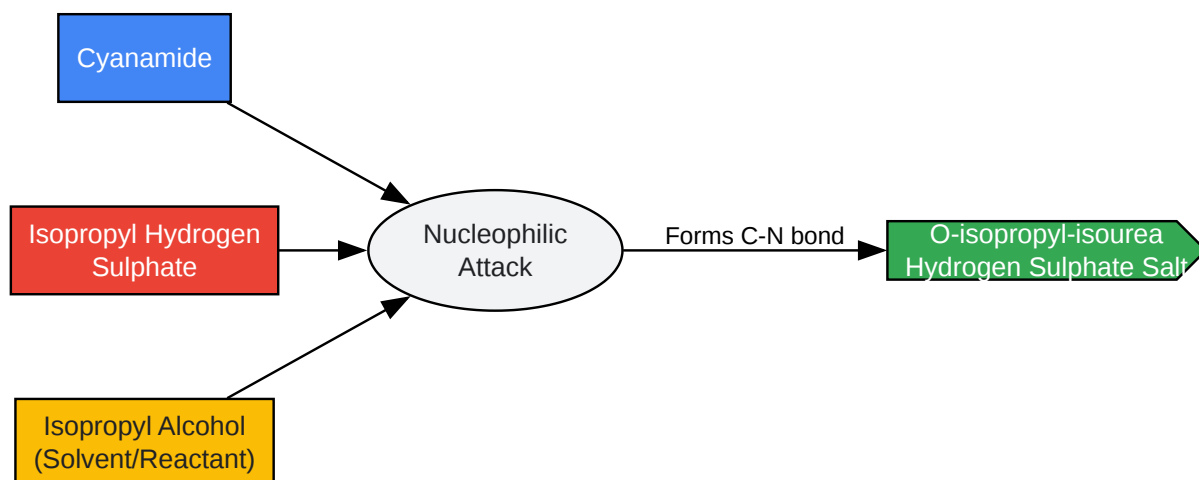 Cyanamide
Isopropyl Hydrogen
Sulphate
Isopropyl Alcohol
(Solvent/Reactant)
Nucleophilic
Attack
Forms C-N bond
O-isopropyl-isourea
Hydrogen Sulphate Salt